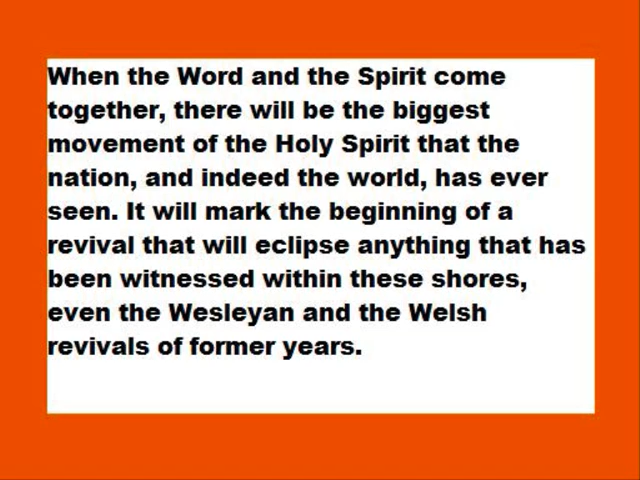 When the Word and the Spirit come
together, there will be the biggest
movement of the Holy Spirit that the
nation, and indeed the world, has ever
seen. It will mark the beginning of a
revival that will eclipse anything that has
been witnessed within these shores,
even the Wesleyan and the Welsh
revivals of former years.